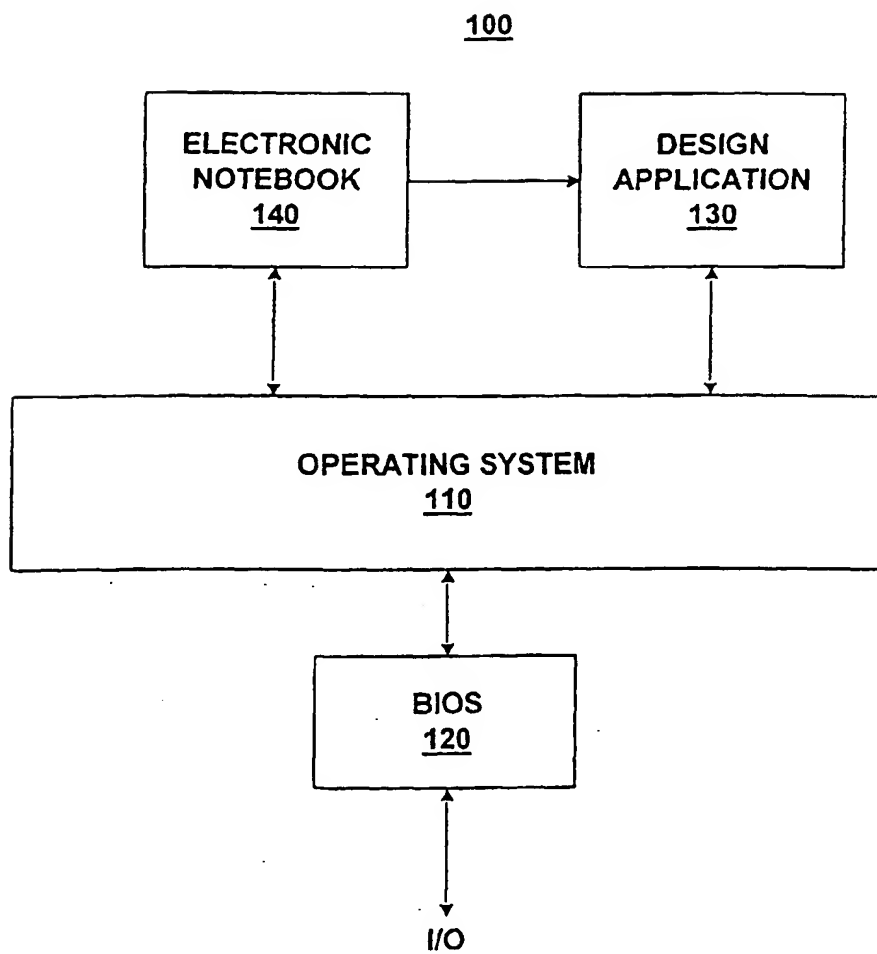 100
ELECTRONIC
NOTEBOOK
140
DESIGN
APPLICATION
130
OPERATING SYSTEM
110
BIOS
120
I/O